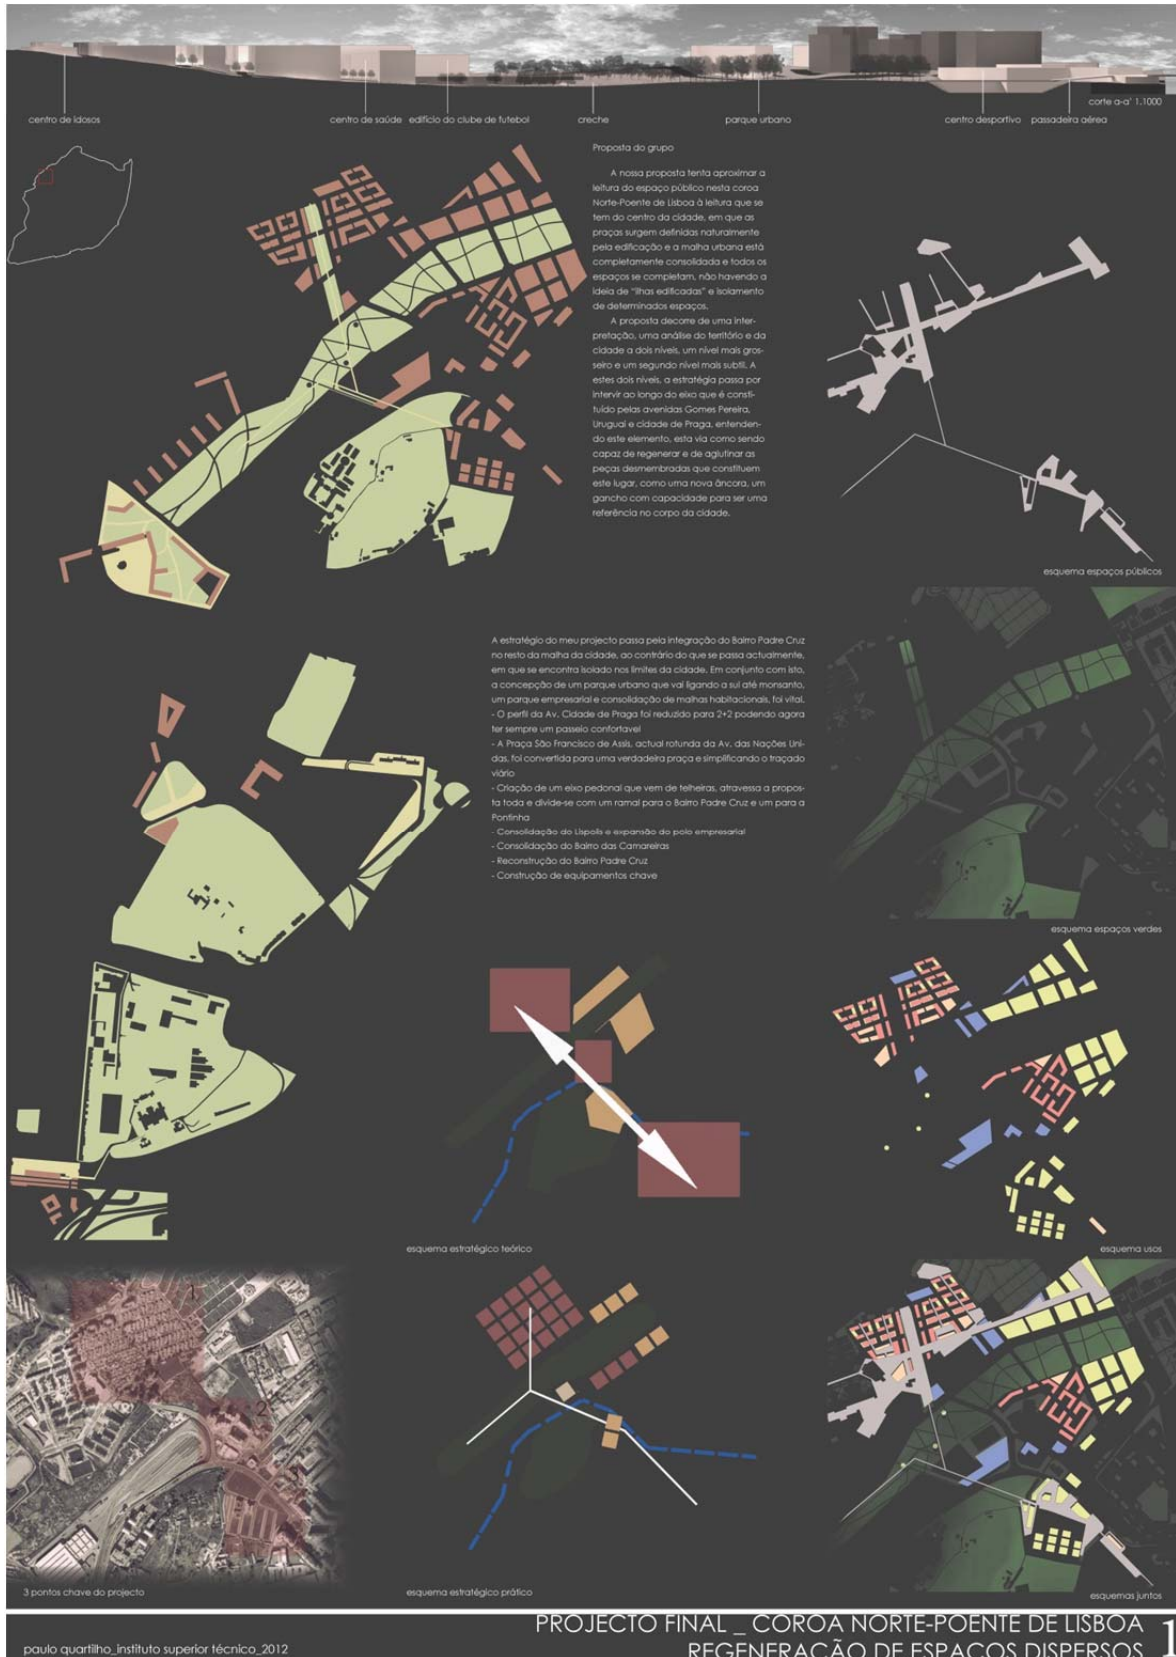 corte a-a' 1.1000
centro de idosos
centro de saúde
edifício do clube de futebol
creche
parque urbano
centro desportivo
passadeira aérea
Proposta do grupo
A nossa proposta tenta aproximar a
leitura do espaço público nesta coroa
Norte-Poente de Lisboa à leitura que se
tem do centro da cidade, em que as
praças surgem definidas naturalmente
pela edificação e a malha urbana está
completamente consolidada e todos os
espaços se completam, não havendo a
ideia de "ilhas edificadas" e isolamento
de determinados espaços.
A proposta decorre de uma inter-
pretação, uma análise do território e da
cidade a dois níveis, um nível mais gros-
seiro e um segundo nível mais subtil. A
estes dois níveis, a estratégia passa por
intervir ao longo do eixo que é consti-
tuído pelas avenidas Gomes Pereira,
Uruguai e cidade de Praga, entenden-
do este elemento, esta via como sendo
capaz de regenerar e de aglutinar as
peças desmembradas que constituem
este lugar, como uma nova âncora, um
gancho com capacidade para ser uma
referência no corpo da cidade.
esquema espaços públicos
A estratégio do meu projecto passa pela integração do Bairro Padre Cruz
no resto da malha da cidade, ao contrário do que se passa actualmente,
em que se encontra isolado nos limites da cidade. Em conjunto com isto,
a concepção de um parque urbano que vai ligando a sul até monsanto,
um parque empresarial e consolidação de malhas habitacionais, foi vital.
- O perfil da Av. Cidade de Praga foi reduzido para 2+2 podendo agora
ter sempre um passeio confortavel
- A Praça São Francisco de Assis, actual rotunda da Av. das Nações Uni-
das, foi convertida para uma verdadeira praça e simplificando o traçado
viário
- Criação de um eixo pedonal que vem de telheiras, atravessa a propos-
ta toda e divide-se com um ramal para o Bairro Padre Cruz e um para a
Pontinha
- Consolidação do Lispolis e expansão do polo empresarial
- Consolidação do Bairro das Camareiras
- Reconstrução do Bairro Padre Cruz
- Construção de equipamentos chave
esquema espaços verdes
esquema estratégico teórico
esquema usos
1
2
3 pontos chave do projecto
esquema estratégico prático
esquemas juntos
paulo quartilho_instituto superior técnico_2012
PROJECTO FINAL _ COROA NORTE-POENTE DE LISBOA
REGENERAÇÃO DE ESPAÇOS DISPERSOS
1